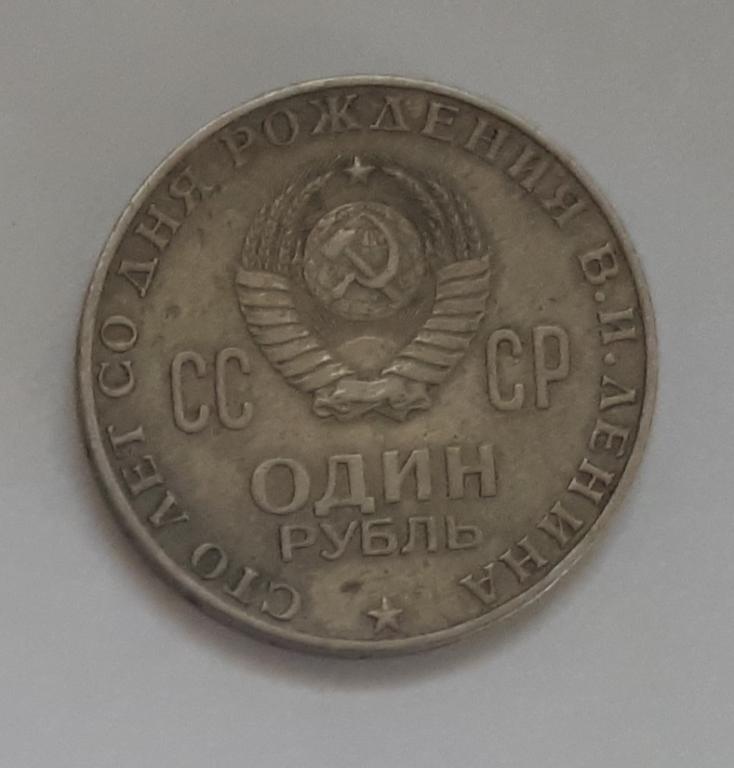 СТО ЛЕТ СО ДНЯ РОЖДЕНИЯ В.И.ЛЕНИНА
СС СР
ОДИН
РУБЛЬ